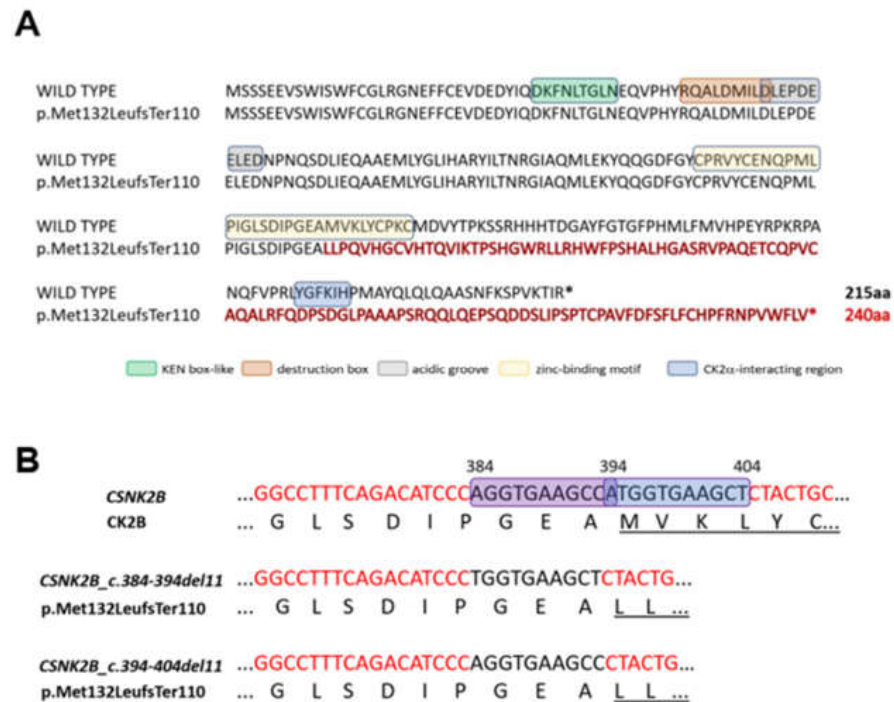 A
WILD TYPE MSSSEEVSWISWFCGLRGNEFFCEVDEDYIQDKFNLTGLNEQVPHYRQALDMILDLEPDE
p.Met132LeufsTer110 MSSSEEVSWISWFCGLRGNEFFCEVDEDYIQDKFNLTGLNEQVPHYRQALDMILDLEPDE
WILD TYPE ELEDNPNQSDLIEQAAEMLYGLIHARYILTNRGIAQMLEKYQQGDFGYCPRVYCENQPML
p.Met132LeufsTer110 ELEDNPNQSDLIEQAAEMLYGLIHARYILTNRGIAQMLEKYQQGDFGYCPRVYCENQPML
WILD TYPE PIGLSDIPGEAMVKLYCPKCMDVYTPKSSRHHHTDGAYFGTGFPHMLFMVHPEYRPKRPA
p.Met132LeufsTer110 PIGLSDIPGEALLPQVHGCVHTQVIKTPSHGWRLLRHWFPSHALHGASRVPAQETCQPVC
WILD TYPE NQFVPRLYGFKIHPMAYQLQLQAASNFKSPVKTIR* 215aa
p.Met132LeufsTer110 AQALRFQDPSDGLPAAAPSRQQLQEPSQDDSLIPSPTCPAVFDFSFLFCHPFRNPVWFLV* 240aa
KEN box-like destruction box acidic groove zinc-binding motif CK2α-interacting region
B
384 394 404
CSNK2B ...GGCCTTTCAGACATCCCAGGTGAAGCCATGGTGAAGCTCTACTGC...
CK2B ... G L S D I P G E A M V K L Y C...
CSNK2B_c.384-394del11 ...GGCCTTTCAGACATCCCTGGTGAAGCTCTACTG...
p.Met132LeufsTer110 ... G L S D I P G E A L L ...
CSNK2B_c.394-404del11 ...GGCCTTTCAGACATCCCAGGTGAAGCCCTACTG...
p.Met132LeufsTer110 ... G L S D I P G E A L L ...